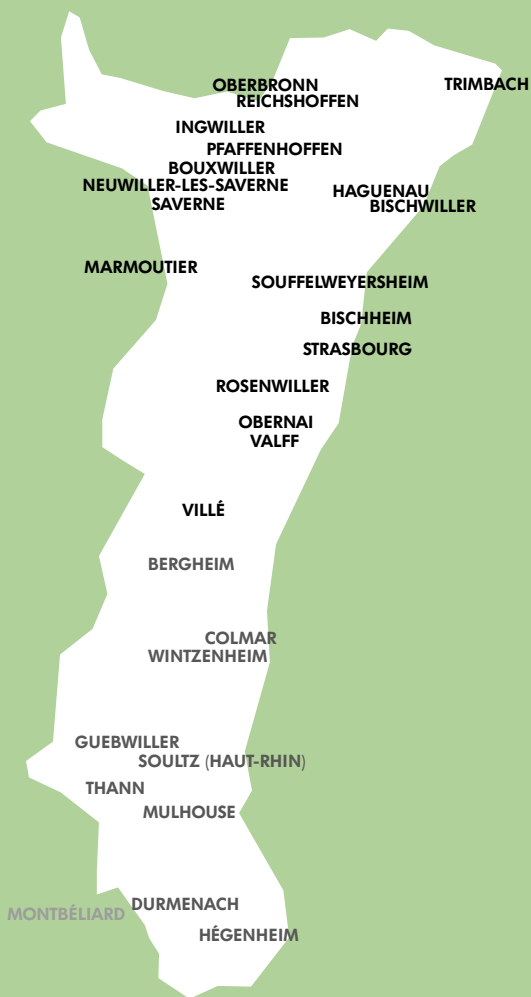 OBERBRONN
TRIMBACH
REICHSHOFFEN
INGWILLER
PFAFFENHOFFEN
BOUXWILLER
NEUWILLER-LES-SAVERNE
HAGUENAU
SAVERNE
BISCHWILLER
MARMOUTIER
SOUFFELWEYERSHEIM
BISCHHEIM
STRASBOURG
ROSENWILLER
OBERNAI
VALFF
VILLÉ
BERGHEIM
COLMAR
WINTZENHEIM
GUEBWILLER
SOULTZ (HAUT-RHIN)
THANN
MULHOUSE
DURMENACH
MONTBÉLIARD
HÉGENHEIM